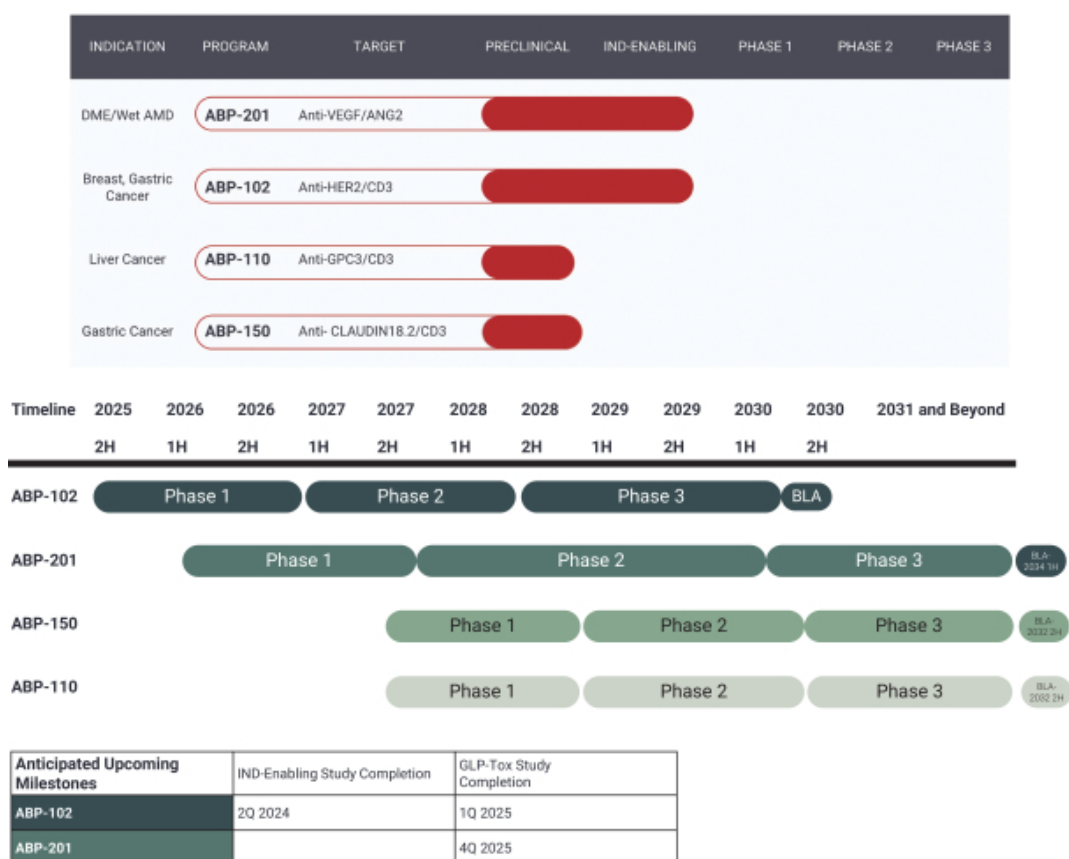 INDICATION PROGRAM TARGET PRECLINICAL IND-ENABLING PHASE 1 PHASE 2 PHASE 3
DME/Wet AMD ABP-201 Anti-VEGF/ANG2
Breast, Gastric
Cancer
ABP-102 Anti-HER2/CD3
Liver Cancer ABP-110 Anti-GPC3/CD3
Gastric Cancer ABP-150 Anti- CLAUDIN18.2/CD3
Timeline 2025 2026 2026 2027 2027 2028 2028 2029 2029 2030 2030 2031 and Beyond
2H 1H 2H 1H 2H 1H 2H 1H 2H 1H 2H
ABP-102 Phase 1 Phase 2 Phase 3 BLA
ABP-201 Phase 1 Phase 2 Phase 3 BLA-
2034 1H
ABP-150 Phase 1 Phase 2 Phase 3 BLA-
2032 2H
ABP-110 Phase 1 Phase 2 Phase 3 BLA-
2032 2H
Anticipated Upcoming
Milestones
IND-Enabling Study Completion
GLP-Tox Study
Completion
ABP-102 2Q 2024 1Q 2025
ABP-201 4Q 2025